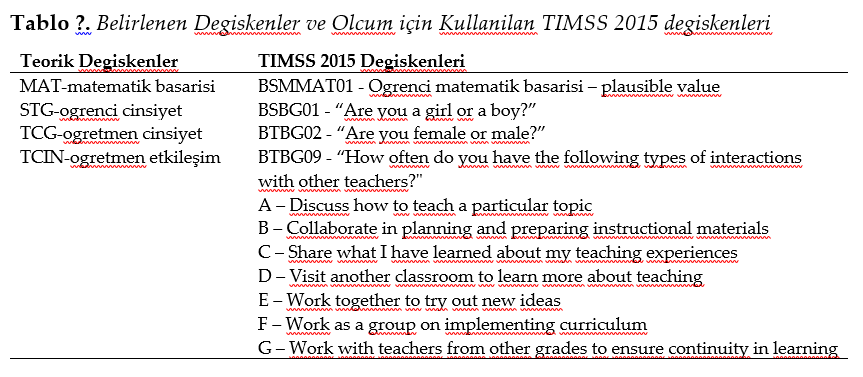 Tablo ?. Belirlenen Degiskenler ve Olcum için Kullanilan TIMSS 2015 degiskenleri
Teorik Degiskenler TIMSS 2015 Degiskenleri
MAT-matematik basarisi BSMMAT01 - Ogrenci matematik basarisi – plausible value
STG-ogrenci cinsiyet BSBG01 - “Are you a girl or a boy?”
TCG-ogretmen cinsiyet BTBG02 - “Are you female or male?”
TCIN-ogretmen etkileşim BTBG09 - “How often do you have the following types of interactions
with other teachers?"
A – Discuss how to teach a particular topic
B – Collaborate in planning and preparing instructional materials
C – Share what I have learned about my teaching experiences
D – Visit another classroom to learn more about teaching
E – Work together to try out new ideas
F – Work as a group on implementing curriculum
G – Work with teachers from other grades to ensure continuity in learning